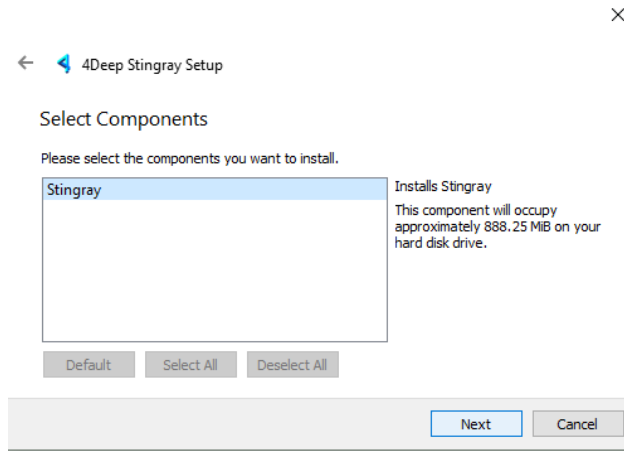 4Deep Stingray Setup
Select Components
Please select the components you want to install.
Stingray
Installs Stingray
This component will occupy
approximately 888.25 MiB on your
hard disk drive.
Default
Select All
Deselect All
Next
Cancel